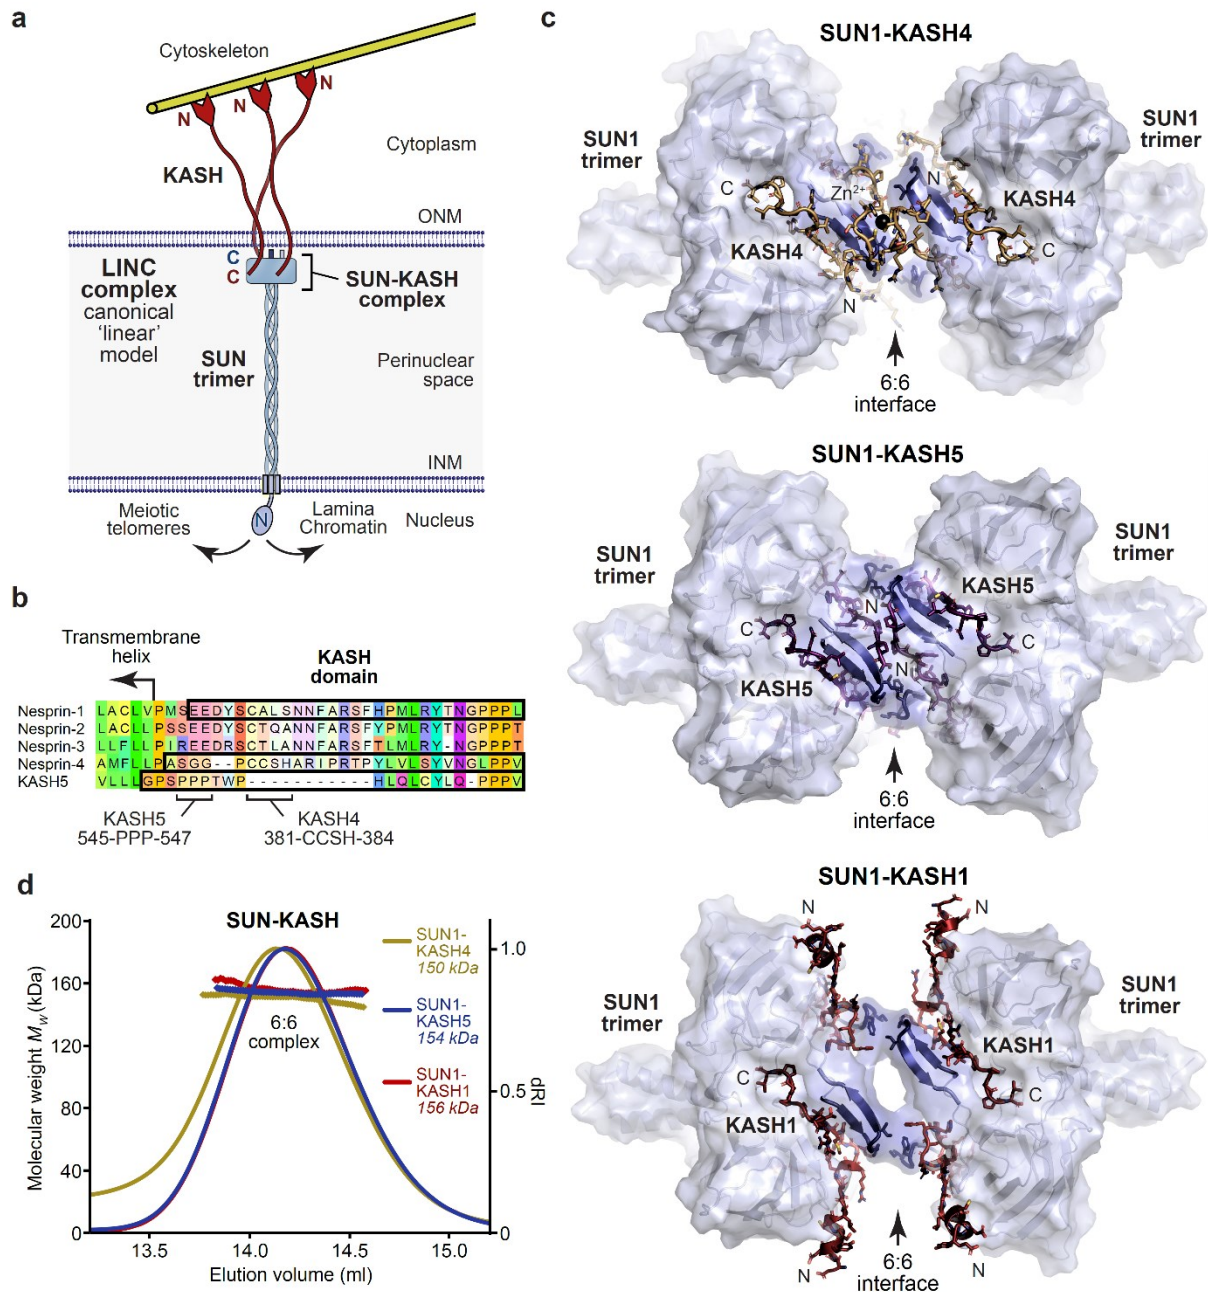 a
Cytoskeleton
N
N
N
KASH
Cytoplasm
ONM
C
C
LINC
complex
canonical
'linear'
model
SUN-KASH
complex
SUN
trimer
Perinuclear
space
INM
Meiotic
telomeres
N
Lamina
Chromatin
Nucleus
b
Transmembrane
helix
KASH
domain
Nesprin-1 LACLVPMSEEDYSCALSNNFARSFHPMLRYTNGPPPL
Nesprin-2 LACLLPSSEEDYSCTQANNFARSFYPMLRYTNGPPPT
Nesprin-3 LLFLLPIREEDRSCTLANNFARSFTLMLRY-NGPPPT
Nesprin-4 AMFLLPASGG--PCCSHARIPRTPYLVLSYVNGLPPV
KASH5 VLLLGPSPPPTWP-----------HLQLCYLQ-PPPV
KASH5
545-PPP-547
KASH4
381-CCSH-384
c
SUN1-KASH4
SUN1
trimer
SUN1
trimer
C
Zn2+
N
KASH4
KASH4
C
N
6:6
interface
SUN1-KASH5
SUN1
trimer
SUN1
trimer
KASH5
N
C
C
N
KASH5
6:6
interface
SUN1-KASH1
N
N
SUN1
trimer
SUN1
trimer
KASH1
C
C
KASH1
N
N
6:6
interface
d
SUN-KASH
Molecular weight Mw (kDa)
200
160
120
80
40
0
1.0
0.5
0
dRI
SUN1-
KASH4
150 kDa
SUN1-
KASH5
154 kDa
SUN1-
KASH1
156 kDa
6:6
complex
13.5 14.0 14.5 15.0
Elution volume (ml)